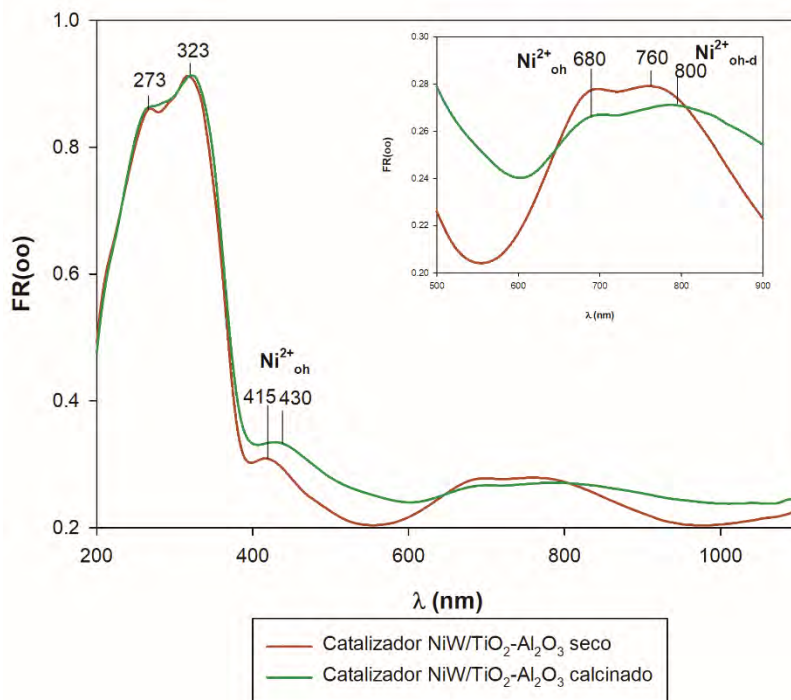 1.0
0.8
0.6
0.4
0.2
FR(oo)
273
323
Ni²⁺oh
415 430
200 400 600 800 1000
λ (nm)
0.30
0.28
0.26
0.24
0.22
0.20
FR(oo)
Ni²⁺oh 680 760 Ni²⁺oh-d
800
500 600 700 800 900
λ (nm)
Catalizador NiW/TiO₂-Al₂O₃ seco
Catalizador NiW/TiO₂-Al₂O₃ calcinado